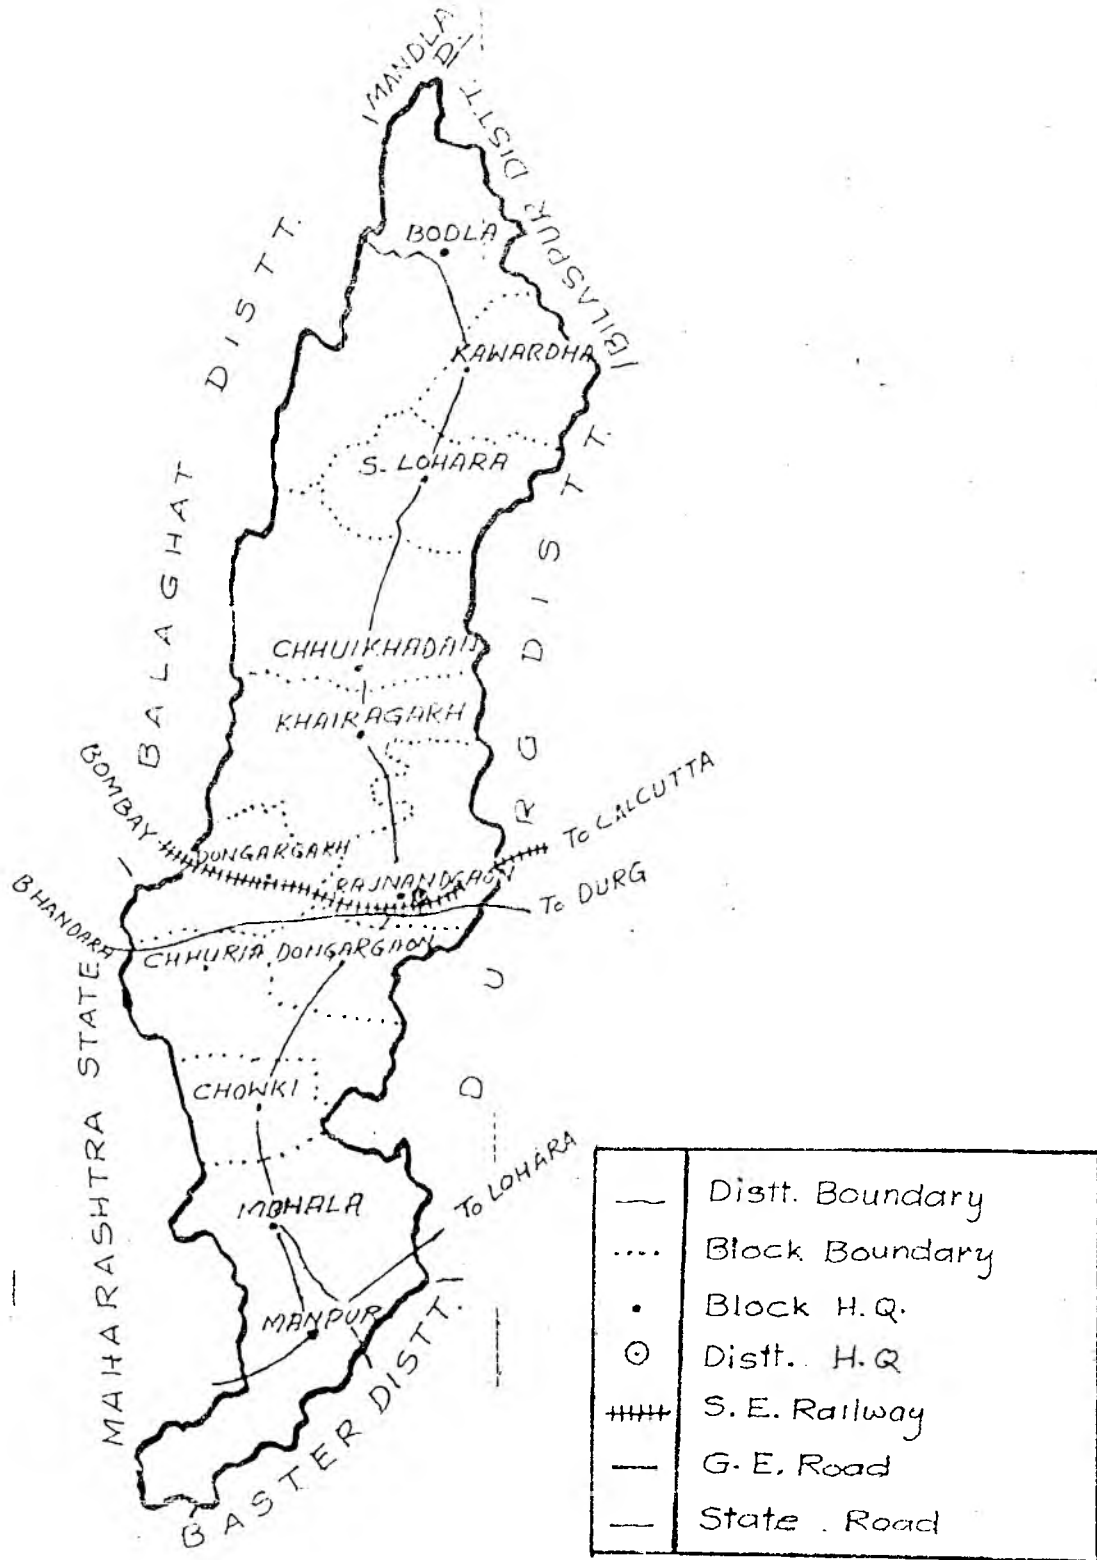 MANDLA
D.
BILASPUR DISTT.
BODLA
BALAGHAT DISTT.
KAWARDHA
S. LOHARA
DURG DISTT.
CHHUIKHADAN
KHAIRAGARH
BOMBAY
To CALCUTTA
DONGARGARH
RAJNANDGAON
BHANDARA
To DURG
CHHURIA
DONGARGAON
MAHARASHTRA STATE
CHOWKI
To LOHARA
MOHALA
MANPUR
BASTER DISTT.
Distt. Boundary
Block Boundary
Block H.Q.
Distt. H.Q
S.E. Railway
G.E. Road
State . Road